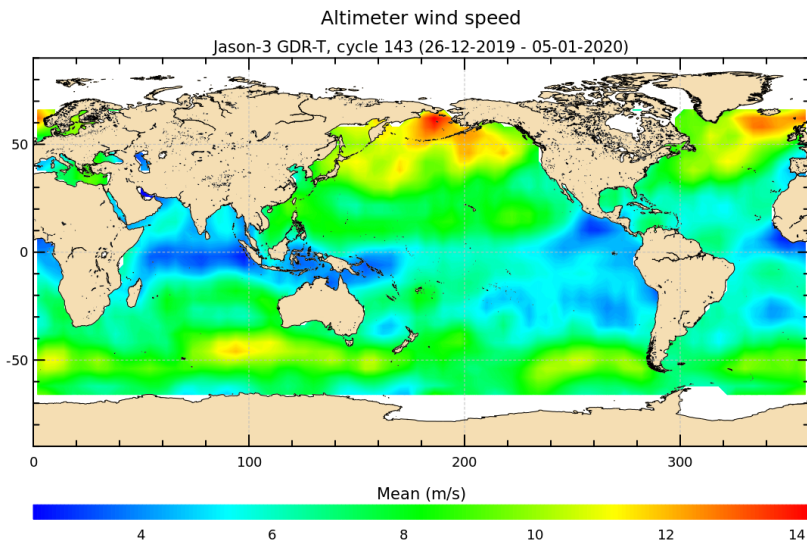 Altimeter wind speed
Jason-3 GDR-T, cycle 143 (26-12-2019 - 05-01-2020)
50
0
-50
0 100 200 300
Mean (m/s)
4 6 8 10 12 14